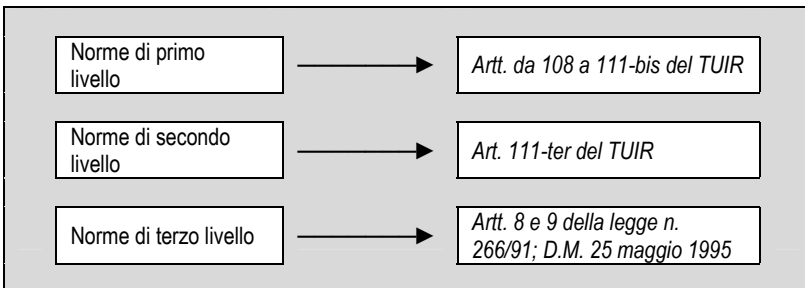 Norme di primo
livello
Artt. da 108 a 111-bis del TUIR
Norme di secondo
livello
Art. 111-ter del TUIR
Norme di terzo livello
Artt. 8 e 9 della legge n.
266/91; D.M. 25 maggio 1995